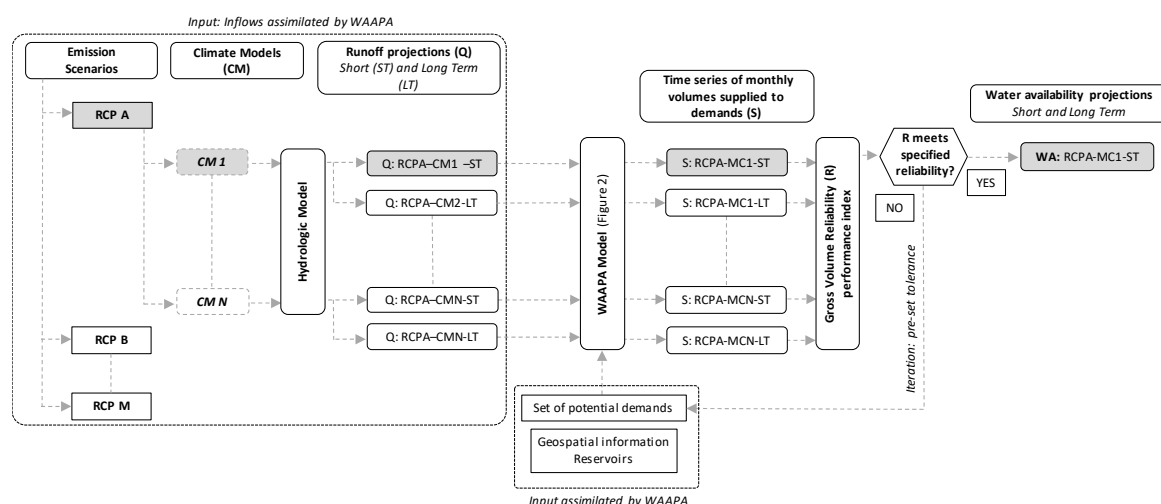 Input: Inflows assimilated by WAAPA
Emission
Scenarios
Climate Models
(CM)
Runoff projections (Q)
Short (ST) and Long Term
(LT)
Time series of monthly
volumes supplied to
demands (S)
Water availability projections
Short and Long Term
RCP A
CM 1
CM N
RCP B
RCP M
Hydrologic Model
Q: RCPA–CM1 –ST
Q: RCPA–CM2-LT
Q: RCPA–CMN-ST
Q: RCPA–CMN-LT
WAAPA Model (Figure 2)
S: RCPA-MC1-ST
S: RCPA-MC1-LT
S: RCPA-MCN-ST
S: RCPA-MCN-LT
Gross Volume Reliability (R)
performance index
R meets
specified
reliability?
YES
NO
WA: RCPA-MC1-ST
Iteration: pre-set tolerance
Set of potential demands
Geospatial information
Reservoirs
Input assimilated by WAAPA